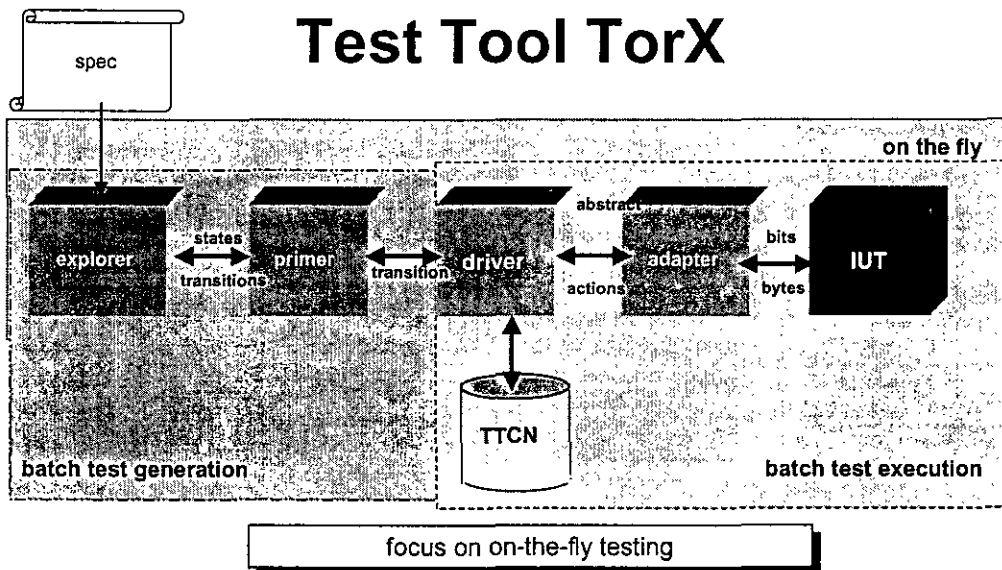 spec
Test Tool TorX
on the fly
explorer
states
transitions
primer
transition
driver
abstract
actions
adapter
bits
bytes
IUT
TTCN
batch test generation
batch test execution
focus on on-the-fly testing